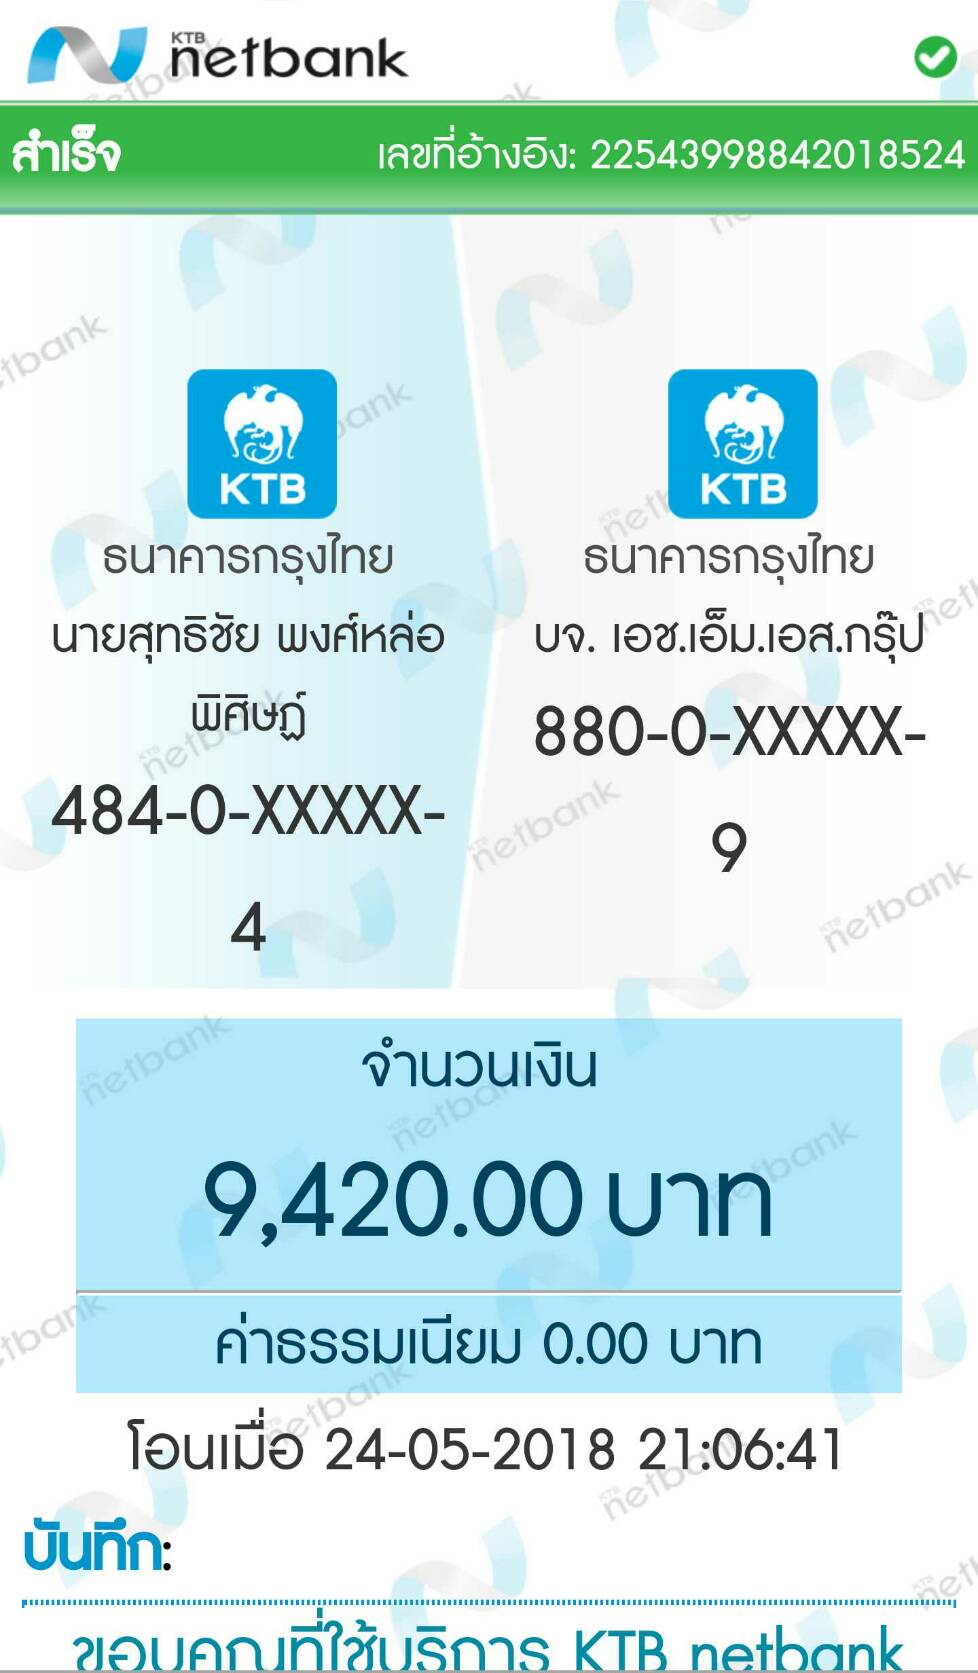 KTB
netbank
สำเร็จ เลขที่อ้างอิง: 22543998842018524
KTB KTB
ธนาคารกรุงไทย ธนาคารกรุงไทย
นายสุทธิชัย พงศ์หล่อ บจ. เอช.เอ็ม.เอส.กรุ๊ป
พิศิษฏ์ 880-0-XXXXX-
484-0-XXXXX- 9
4
จำนวนเงิน
9,420.00 บาท
ค่าธรรมเนียม 0.00 บาท
โอนเมื่อ 24-05-2018 21:06:41
บันทึก:
ขอบคุณที่ใช้บริการ KTB netbank